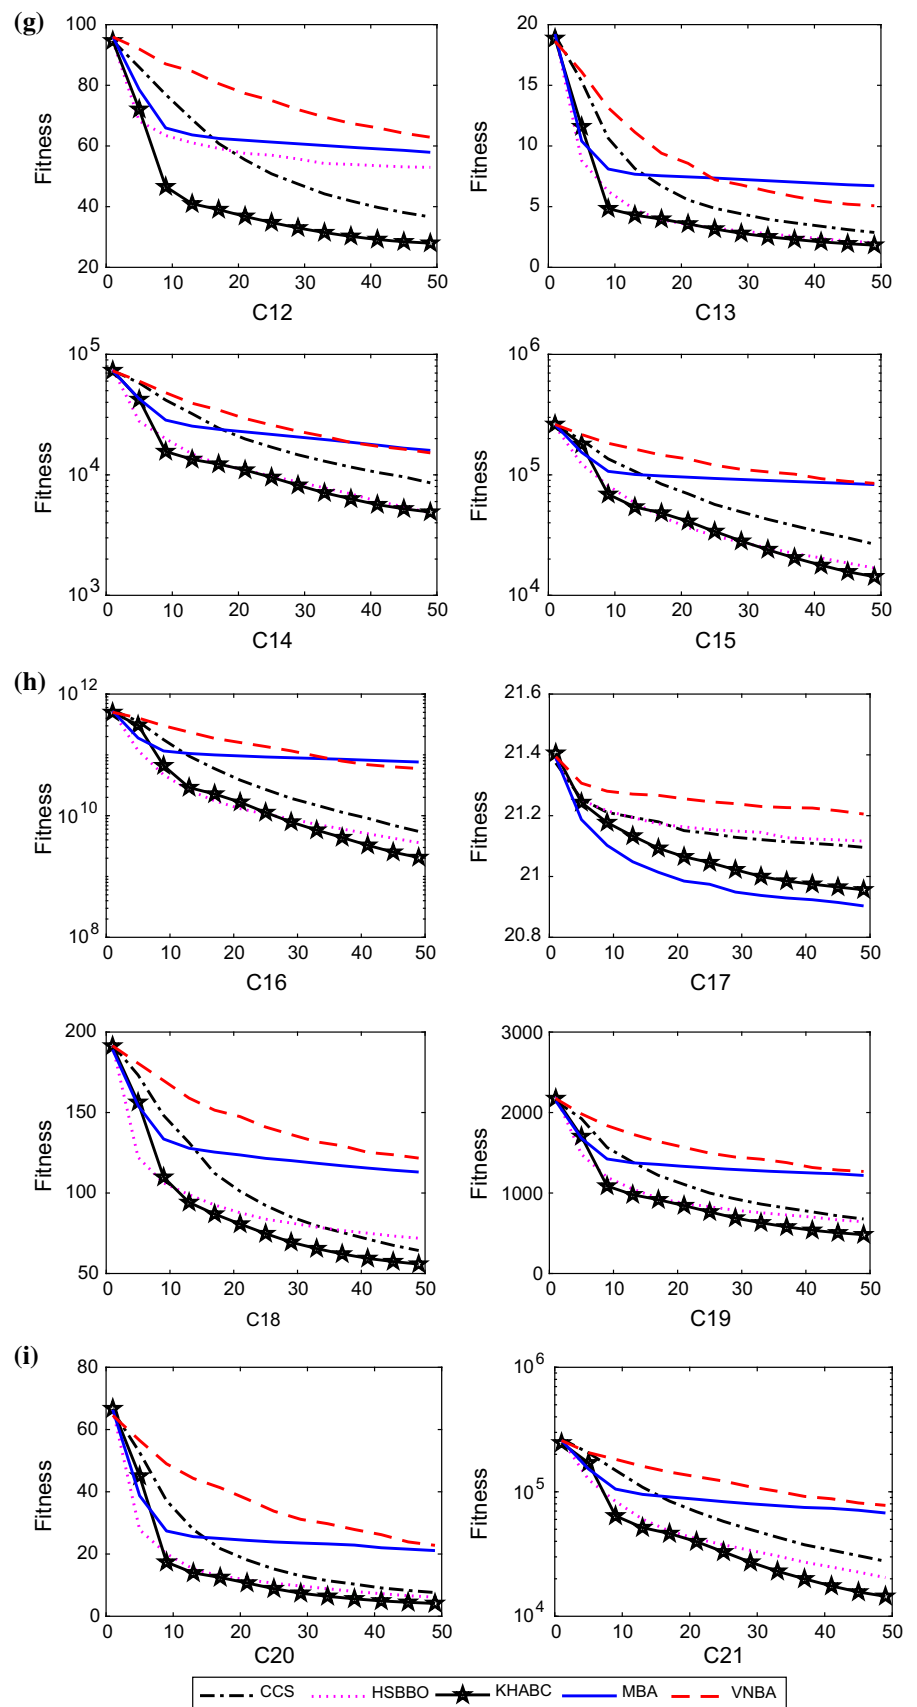 (g)
100
80
60
40
20
Fitness
0 10 20 30 40 50
C12
20
15
10
5
0
Fitness
0 10 20 30 40 50
C13
10^5
10^4
10^3
Fitness
0 10 20 30 40 50
C14
10^6
10^5
10^4
Fitness
0 10 20 30 40 50
C15
(h)
10^12
10^10
10^8
Fitness
0 10 20 30 40 50
C16
21.6
21.4
21.2
21
20.8
Fitness
0 10 20 30 40 50
C17
200
150
100
50
Fitness
0 10 20 30 40 50
C18
3000
2000
1000
0
Fitness
0 10 20 30 40 50
C19
(i)
80
60
40
20
0
Fitness
0 10 20 30 40 50
C20
10^6
10^5
10^4
Fitness
0 10 20 30 40 50
C21
CCS HSBBO KHABC MBA VNBA